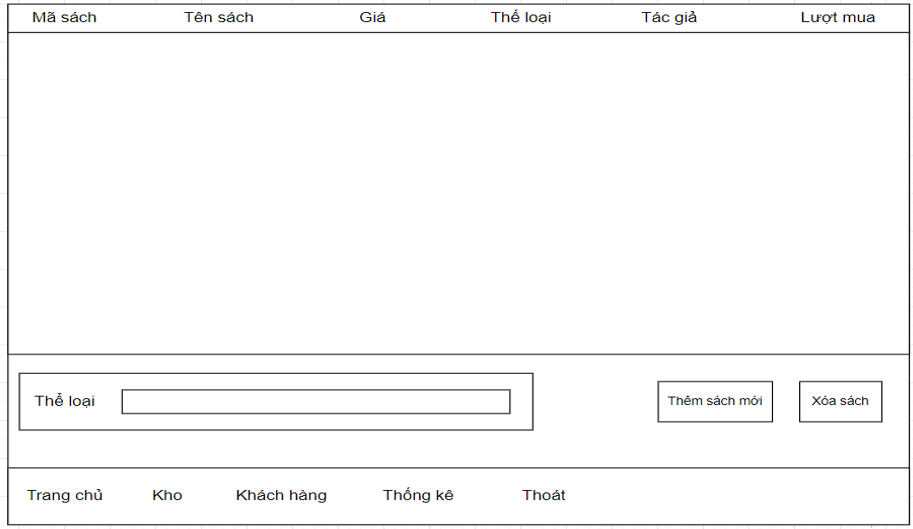 Mã sách Tên sách Giá Thể loại Tác giả Lượt mua
Thể loại Thêm sách mới Xóa sách
Trang chủ Kho Khách hàng Thống kê Thoát